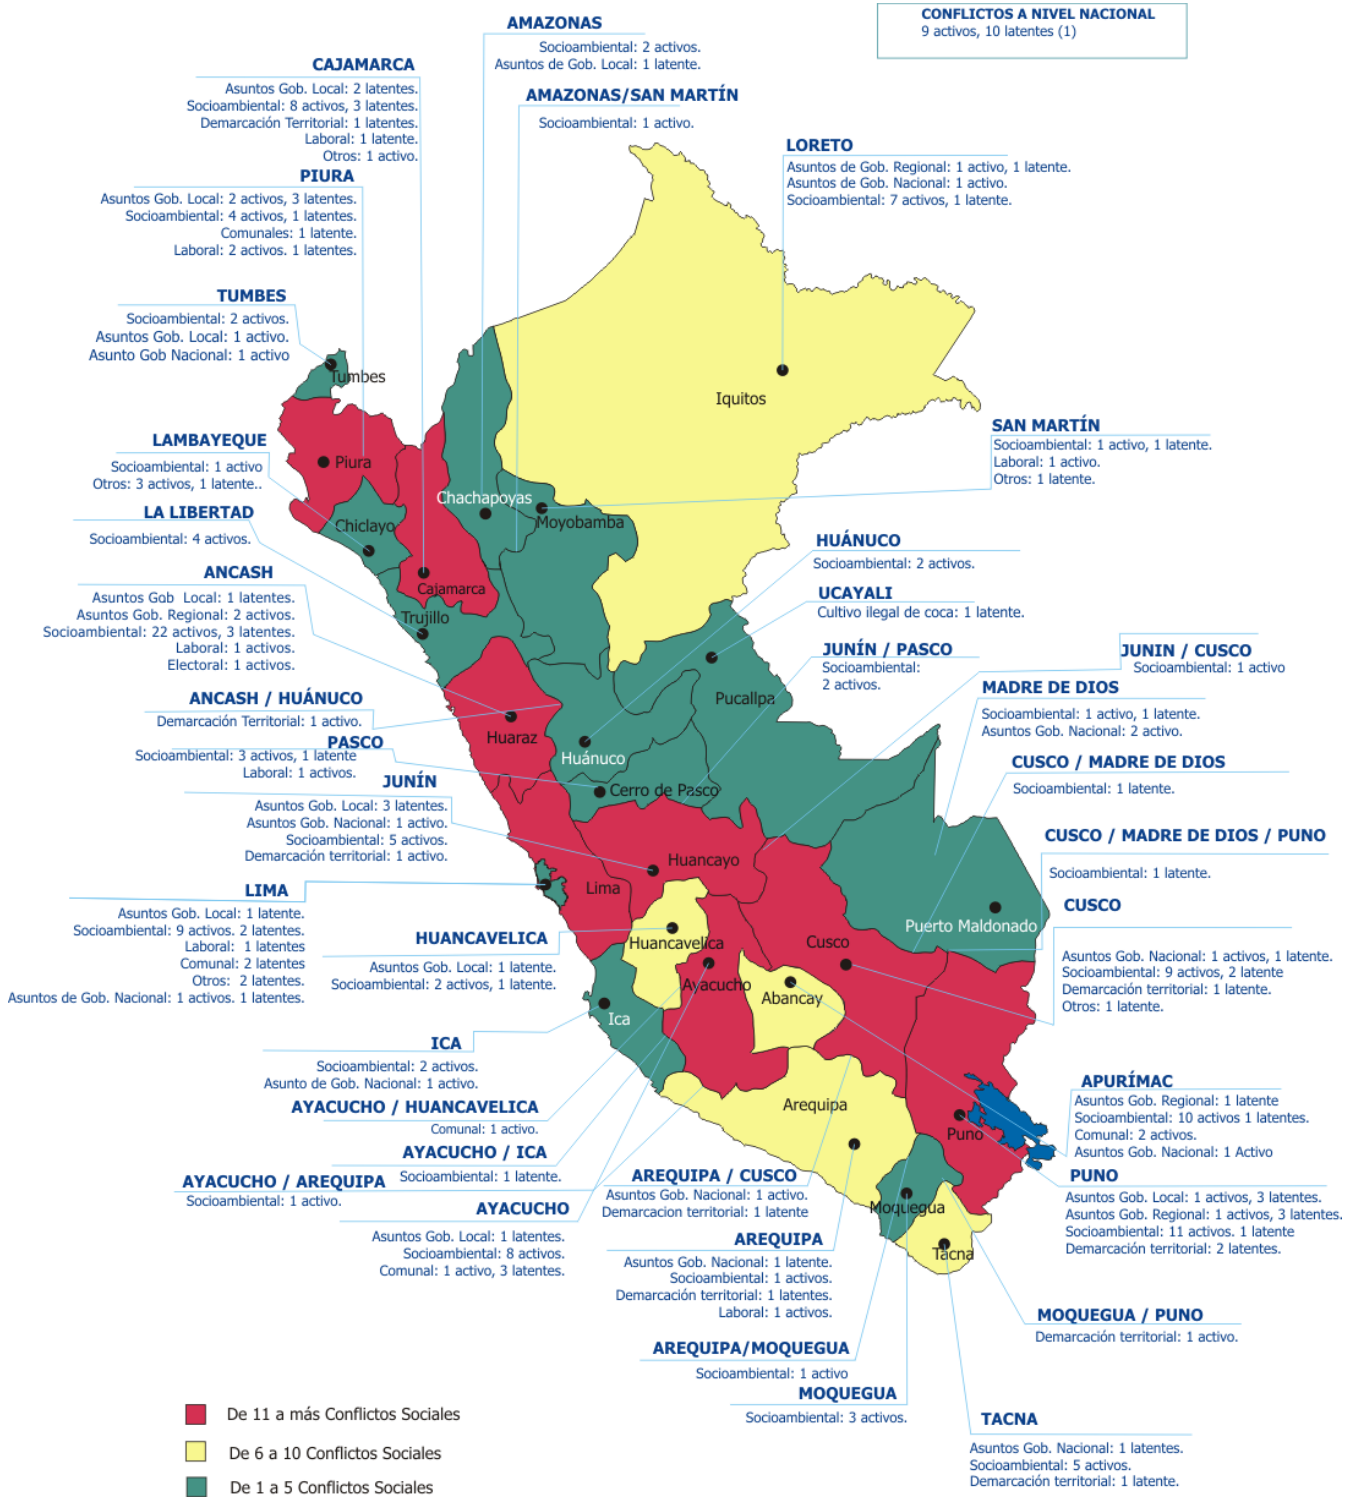 CONFLICTOS A NIVEL NACIONAL
9 activos, 10 latentes (1)
AMAZONAS
Socioambiental: 2 activos.
Asuntos de Gob. Local: 1 latente.
CAJAMARCA
Asuntos Gob. Local: 2 latentes.
Socioambiental: 8 activos, 3 latentes.
Demarcación Territorial: 1 latentes.
Laboral: 1 latente.
Otros: 1 activo.
AMAZONAS/SAN MARTÍN
Socioambiental: 1 activo.
LORETO
Asuntos de Gob. Regional: 1 activo, 1 latente.
Asuntos de Gob. Nacional: 1 activo.
Socioambiental: 7 activos, 1 latente.
PIURA
Asuntos Gob. Local: 2 activos, 3 latentes.
Socioambiental: 4 activos, 1 latentes.
Comunales: 1 latente.
Laboral: 2 activos. 1 latentes.
TUMBES
Socioambiental: 2 activos.
Asuntos Gob. Local: 1 activo.
Asunto Gob Nacional: 1 activo
Tumbes
Iquitos
LAMBAYEQUE
Socioambiental: 1 activo
Otros: 3 activos, 1 latente..
Piura
SAN MARTÍN
Socioambiental: 1 activo, 1 latente.
Laboral: 1 activo.
Otros: 1 latente.
Chachapoyas
Moyobamba
Chiclayo
LA LIBERTAD
Socioambiental: 4 activos.
HUÁNUCO
Socioambiental: 2 activos.
ANCASH
Asuntos Gob  Local: 1 latentes.
Asuntos Gob. Regional: 2 activos.
Socioambiental: 22 activos, 3 latentes.
Laboral: 1 activos.
Electoral: 1 activos.
Cajamarca
Trujillo
UCAYALI
Cultivo ilegal de coca: 1 latente.
JUNÍN / PASCO
Socioambiental:
2 activos.
JUNIN / CUSCO
Socioambiental: 1 activo
Pucallpa
ANCASH / HUÁNUCO
Demarcación Territorial: 1 activo.
MADRE DE DIOS
Socioambiental: 1 activo, 1 latente.
Asuntos Gob. Nacional: 2 activo.
PASCO
Socioambiental: 3 activos, 1 latente
Laboral: 1 activos.
Huaraz
Huánuco
Cerro de Pasco
CUSCO / MADRE DE DIOS
Socioambiental: 1 latente.
JUNÍN
Asuntos Gob. Local: 3 latentes.
Asuntos Gob. Nacional: 1 activo.
Socioambiental: 5 activos.
Demarcación territorial: 1 activo.
CUSCO / MADRE DE DIOS / PUNO
Socioambiental: 1 latente.
Huancayo
LIMA
Asuntos Gob. Local: 1 latente.
Socioambiental: 9 activos. 2 latentes.
Laboral:  1 latentes
Comunal: 2 latentes
Otros:  2 latentes.
Asuntos de Gob. Nacional: 1 activos. 1 latentes.
Lima
CUSCO
Asuntos Gob. Nacional: 1 activos, 1 latente.
Socioambiental: 9 activos, 2 latente
Demarcación territorial: 1 latente.
Otros: 1 latente.
Puerto Maldonado
Cusco
HUANCAVELICA
Asuntos Gob. Local: 1 latente.
Socioambiental: 2 activos, 1 latente.
Huancavelica
Ayacucho
Abancay
Ica
ICA
Socioambiental: 2 activos.
Asunto de Gob. Nacional: 1 activo.
APURÍMAC
Asuntos Gob. Regional: 1 latente
Socioambiental: 10 activos 1 latentes.
Comunal: 2 activos.
Asuntos Gob. Nacional: 1 Activo
AYACUCHO / HUANCAVELICA
Comunal: 1 activo.
Arequipa
Puno
AYACUCHO / ICA
Socioambiental: 1 latente.
AYACUCHO / AREQUIPA
Socioambiental: 1 activo.
AREQUIPA / CUSCO
Asuntos Gob. Nacional: 1 activo.
Demarcacion territorial: 1 latente
PUNO
Asuntos Gob. Local: 1 activos, 3 latentes.
Asuntos Gob. Regional: 1 activos, 3 latentes.
Socioambiental: 11 activos. 1 latente
Demarcación territorial: 2 latentes.
AYACUCHO
Asuntos Gob. Local: 1 latentes.
Socioambiental: 8 activos.
Comunal: 1 activo, 3 latentes.
Moquegua
Tacna
AREQUIPA
Asuntos Gob. Nacional: 1 latente.
Socioambiental: 1 activos.
Demarcación territorial: 1 latentes.
Laboral: 1 activos.
MOQUEGUA / PUNO
Demarcación territorial: 1 activo.
AREQUIPA/MOQUEGUA
Socioambiental: 1 activo
MOQUEGUA
Socioambiental: 3 activos.
TACNA
Asuntos Gob. Nacional: 1 latentes.
Socioambiental: 5 activos.
Demarcación territorial: 1 latente.
De 11 a más Conflictos Sociales
De 6 a 10 Conflictos Sociales
De 1 a 5 Conflictos Sociales